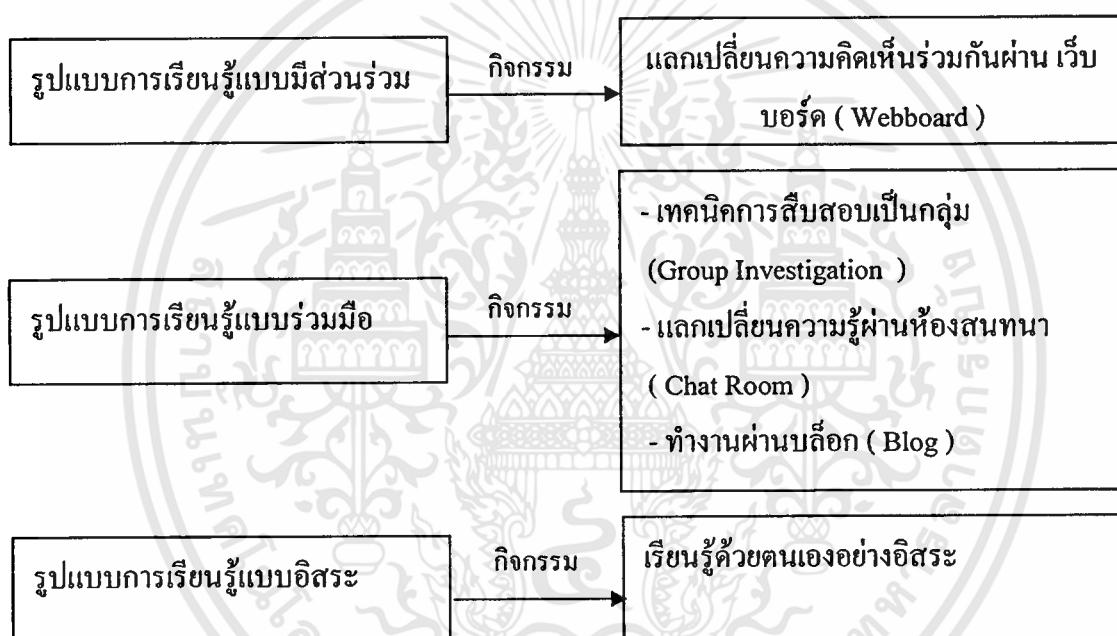 รูปแบบการเรียนรู้แบบมีส่วนร่วม
กิจกรรม
แลกเปลี่ยนความคิดเห็นร่วมกันผ่าน เว็บ
บอร์ด ( Webboard )
รูปแบบการเรียนรู้แบบร่วมมือ
กิจกรรม
- เทคนิคการสืบสอบเป็นกลุ่ม
(Group Investigation )
- แลกเปลี่ยนความรู้ผ่านห้องสนทนา
( Chat Room )
- ทำงานผ่านบล็อก ( Blog )
รูปแบบการเรียนรู้แบบอิสระ
กิจกรรม
เรียนรู้ด้วยตนเองอย่างอิสระ